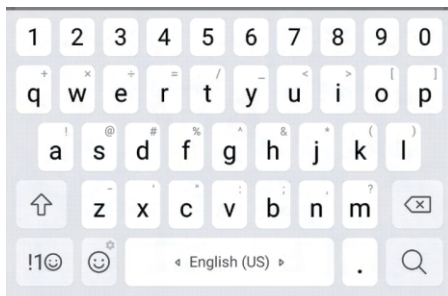 1 2 3 4 5 6 7 8 9 0
+ × ÷ = / _ < > [ ]
q w e r t y u i o p
! @ # % ^ & * ( )
a s d f g h j k l
- ' " : ; , ?
z x c v b n m
!1☺ English (US) .